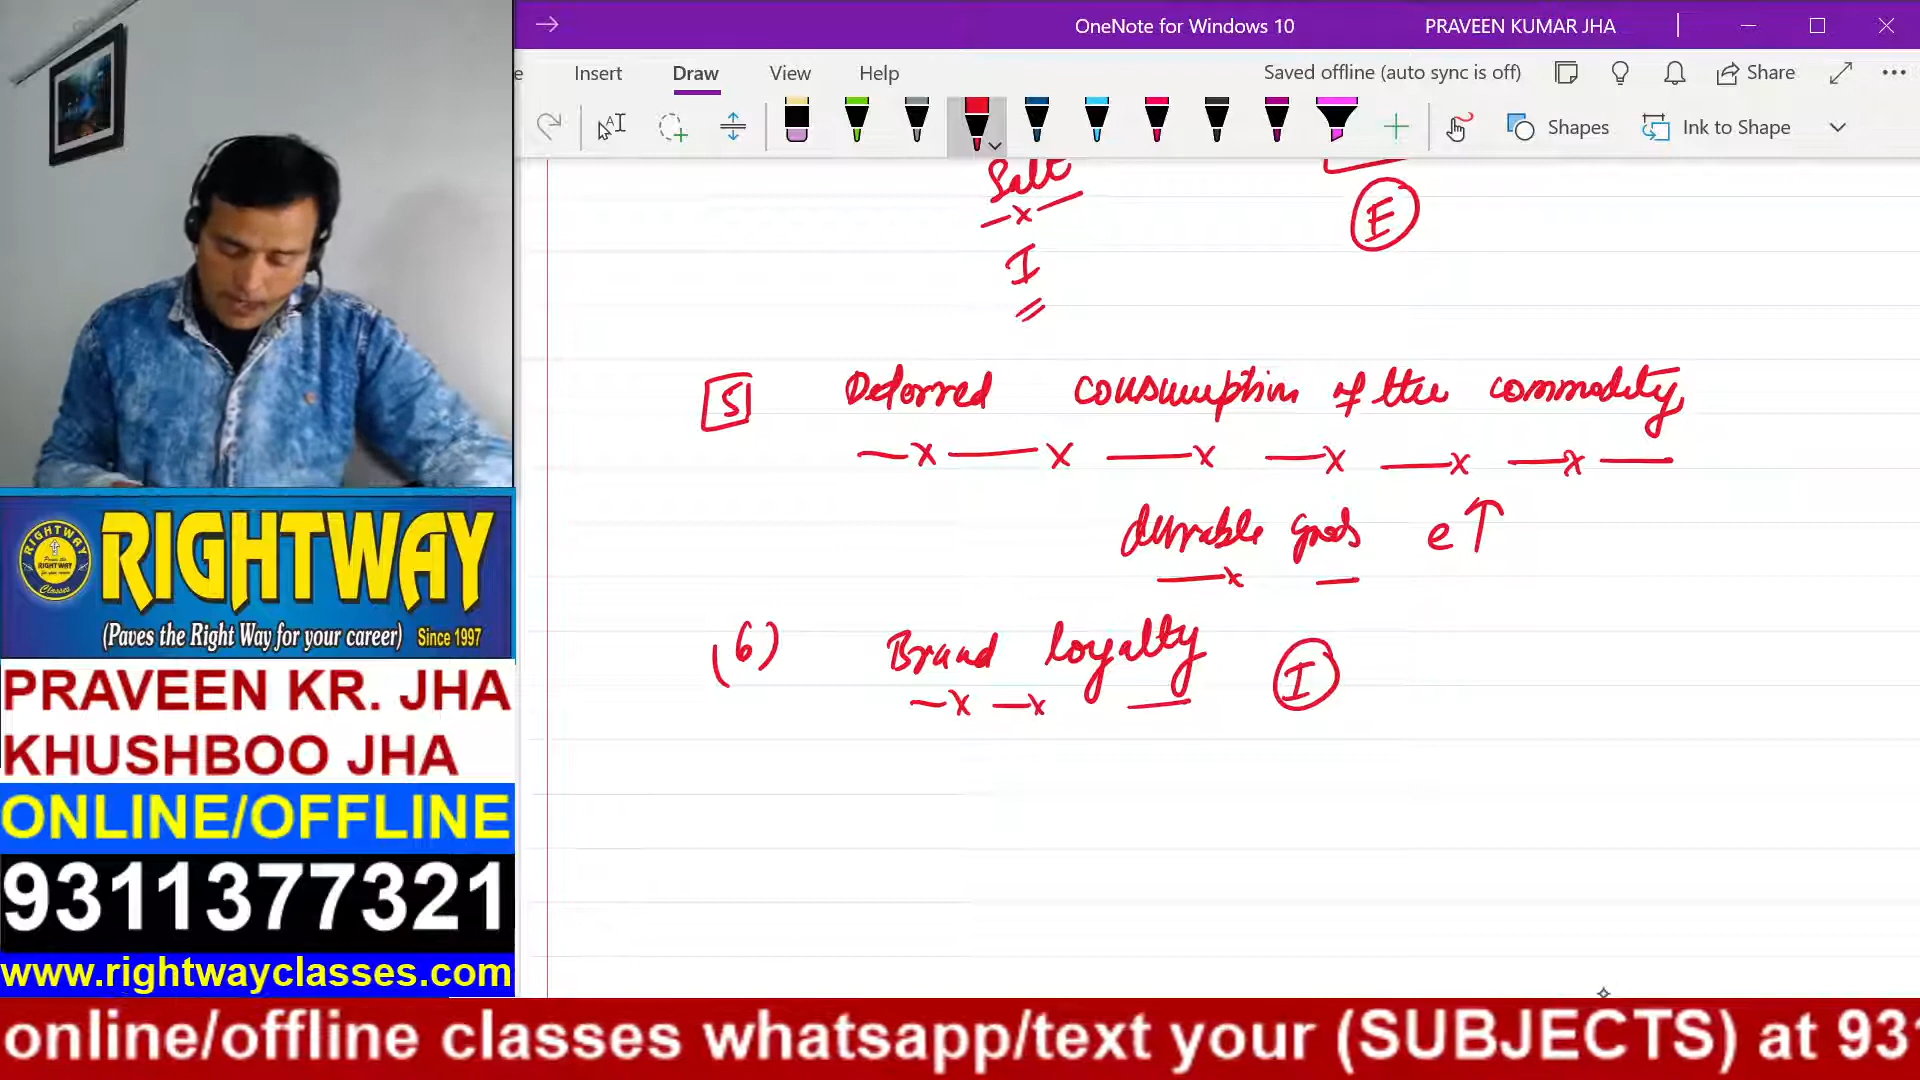 OneNote for Windows 10 PRAVEEN KUMAR JHA
e Insert Draw View Help Saved offline (auto sync is off) Share
Shapes Ink to Shape
Salt
E
I
5 Deferred consumption of the commodity
durable goods e↑
(6) Brand loyalty I
RIGHTWAY
(Paves the Right Way for your career) Since 1997
PRAVEEN KR. JHA
KHUSHBOO JHA
ONLINE/OFFLINE
9311377321
www.rightwayclasses.com
online/offline classes whatsapp/text your (SUBJECTS) at 931